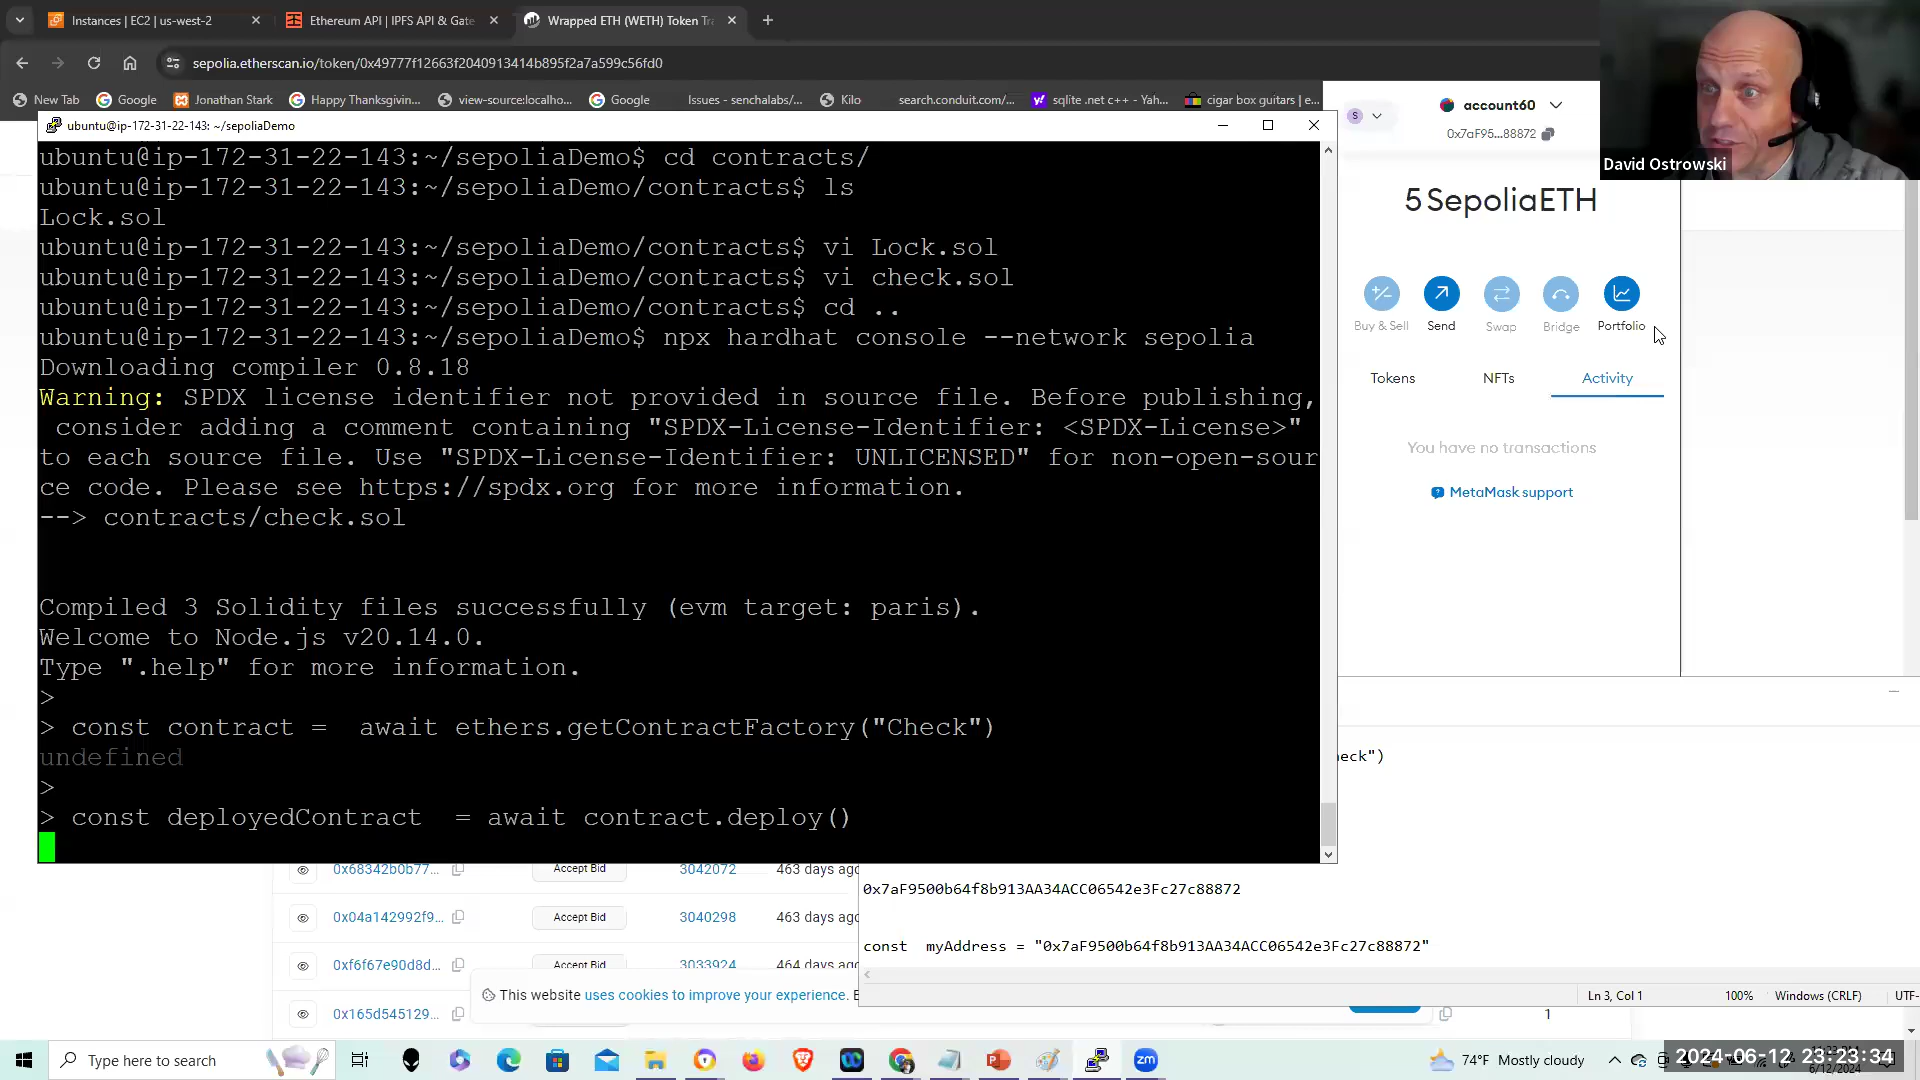 Instances | EC2 | us-west-2
Ethereum API | IPFS API & Gate
Wrapped ETH (WETH) Token Tr
sepolia.etherscan.io/token/0x49777f12663f2040913414b895f2a7a599c56fd0
New Tab
Google
Jonathan Stark
Happy Thanksgivin...
view-source:localho...
Google
Issues - senchalabs/...
Kilo
search.conduit.com/...
sqlite .net c++ - Yah...
cigar box guitars | e...
ubuntu@ip-172-31-22-143: ~/sepoliaDemo
ubuntu@ip-172-31-22-143:~/sepoliaDemo$ cd contracts/
ubuntu@ip-172-31-22-143:~/sepoliaDemo/contracts$ ls
Lock.sol
ubuntu@ip-172-31-22-143:~/sepoliaDemo/contracts$ vi Lock.sol
ubuntu@ip-172-31-22-143:~/sepoliaDemo/contracts$ vi check.sol
ubuntu@ip-172-31-22-143:~/sepoliaDemo/contracts$ cd ..
ubuntu@ip-172-31-22-143:~/sepoliaDemo$ npx hardhat console --network sepolia
Downloading compiler 0.8.18
Warning: SPDX license identifier not provided in source file. Before publishing,
consider adding a comment containing "SPDX-License-Identifier: <SPDX-License>"
to each source file. Use "SPDX-License-Identifier: UNLICENSED" for non-open-sour
ce code. Please see https://spdx.org for more information.
--> contracts/check.sol
Compiled 3 Solidity files successfully (evm target: paris).
Welcome to Node.js v20.14.0.
Type ".help" for more information.
>
> const contract =  await ethers.getContractFactory("Check")
undefined
>
> const deployedContract  = await contract.deploy()
S
account60
0x7aF95...88872
David Ostrowski
5 SepoliaETH
Buy & Sell
Send
Swap
Bridge
Portfolio
Tokens
NFTs
Activity
You have no transactions
MetaMask support
eck")
0x7aF9500b64f8b913AA34ACC06542e3Fc27c88872
const  myAddress = "0x7aF9500b64f8b913AA34ACC06542e3Fc27c88872"
Ln 3, Col 1
100%
Windows (CRLF)
UTF-
0x68342b0b77... Accept Bid 3042072 463 days ago
0x04a142992f9... Accept Bid 3040298 463 days ago
0xf6f67e90d8d... Accept Bid 3033924 464 days ago
This website uses cookies to improve your experience. E
0x165d545129...
1
Type here to search
zm
74°F Mostly cloudy
2024-06-12 23:23:34
6/12/2024